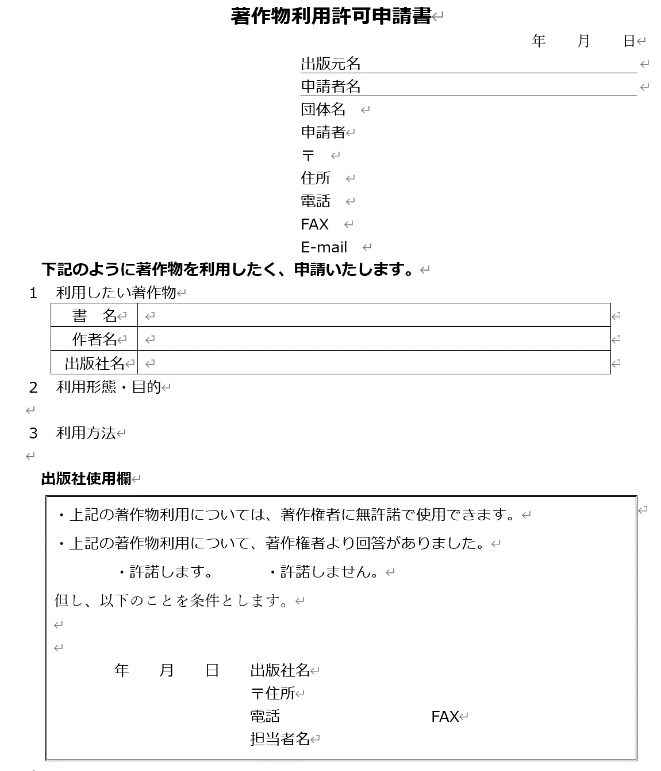 著作物利用許可申請書
年　　月　　日
出版元名
申請者名
団体名
申請者
〒
住所
電話
FAX
E-mail
下記のように著作物を利用したく、申請いたします。
1　利用したい著作物
書　名
作者名
出版社名
2　利用形態・目的
3　利用方法
出版社使用欄
・上記の著作物利用については、著作権者に無許諾で使用できます。
・上記の著作物利用について、著作権者より回答がありました。
・許諾します。　　　・許諾しません。
但し、以下のことを条件とします。
年　　月　　日　　出版社名
〒住所
電話　　　　　　　　　　FAX
担当者名